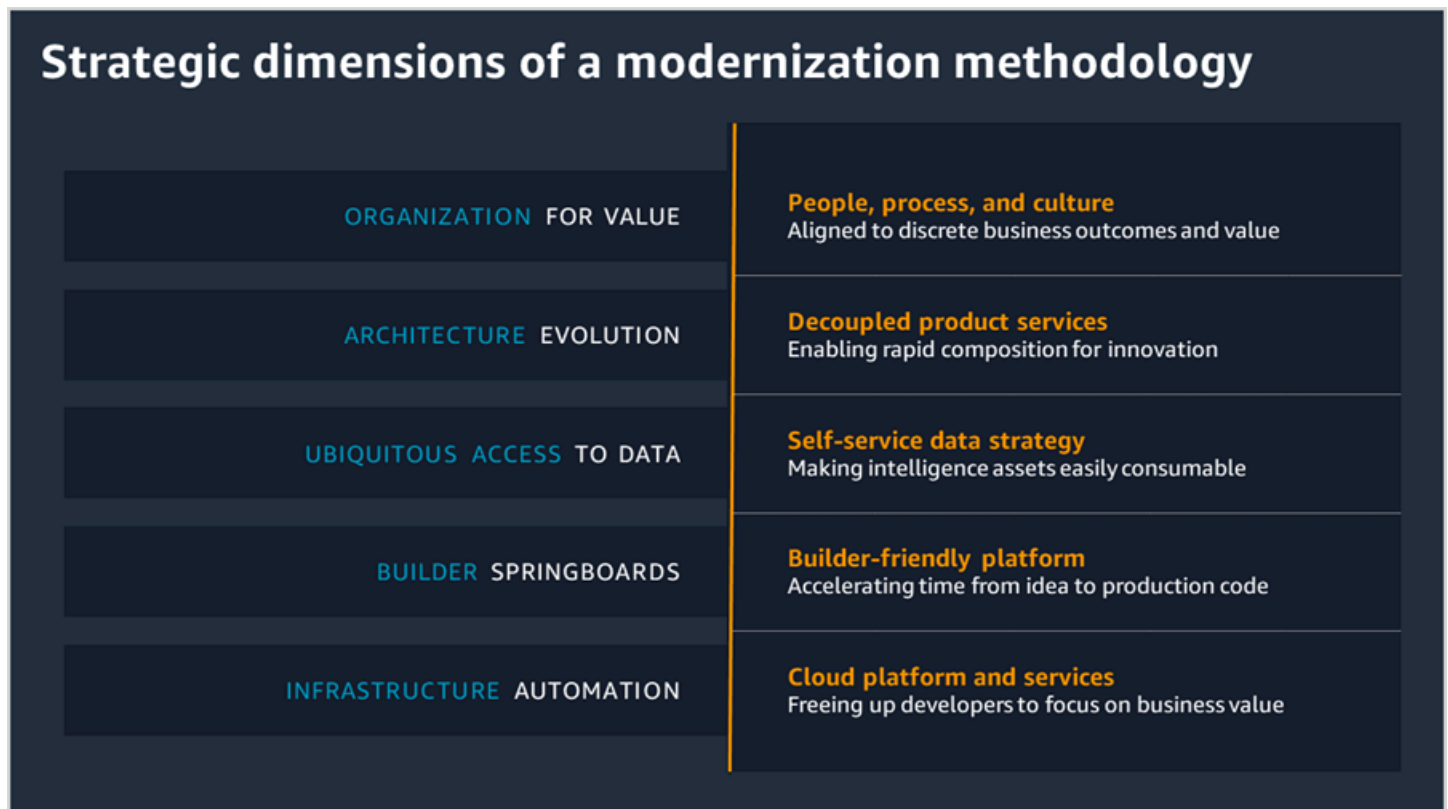 Strategic dimensions of a modernization methodology
ORGANIZATION FOR VALUE
People, process, and culture
Aligned to discrete business outcomes and value
ARCHITECTURE EVOLUTION
Decoupled product services
Enabling rapid composition for innovation
UBIQUITOUS ACCESS TO DATA
Self-service data strategy
Making intelligence assets easily consumable
BUILDER SPRINGBOARDS
Builder-friendly platform
Accelerating time from idea to production code
INFRASTRUCTURE AUTOMATION
Cloud platform and services
Freeing up developers to focus on business value